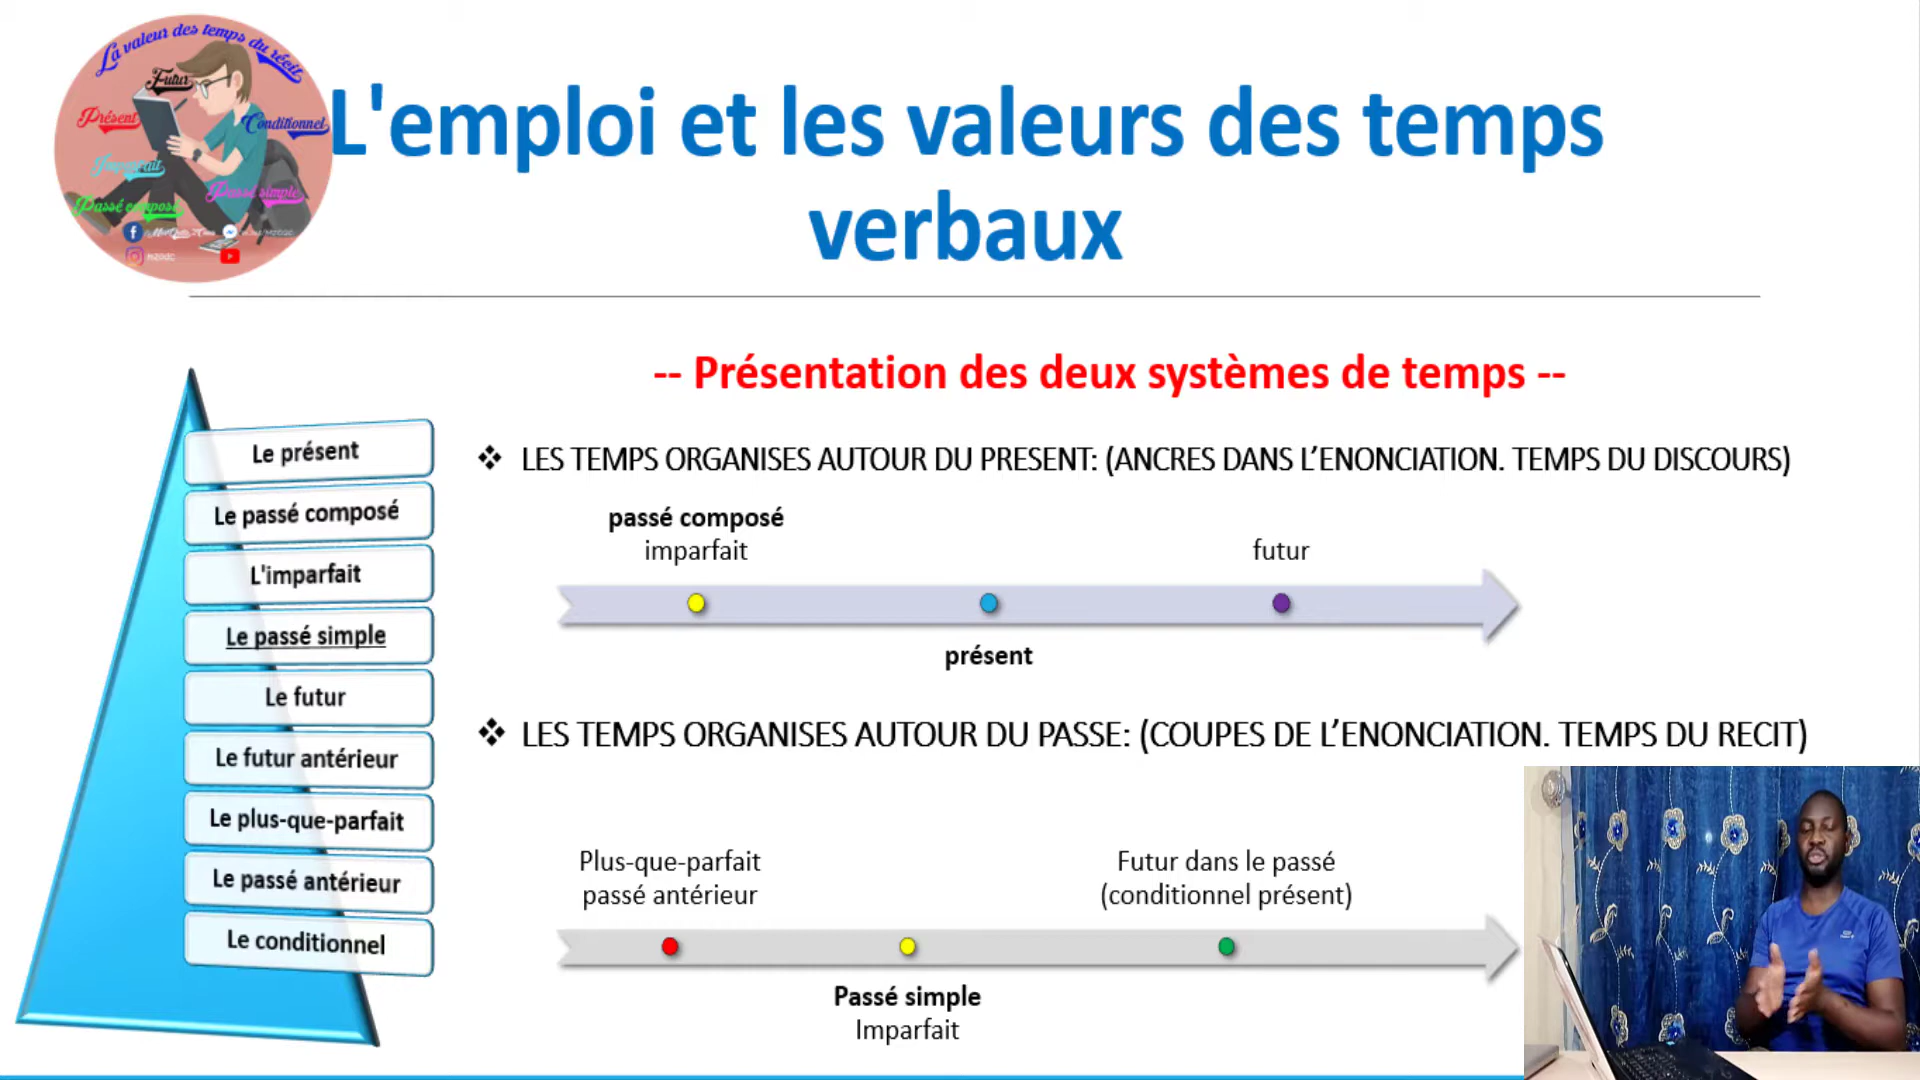 La valeur des temps du récit
Futur
Présent
Conditionnel
Imparfait
Passé simple
Passé composé
L'emploi et les valeurs des temps
verbaux
-- Présentation des deux systèmes de temps --
Le présent
Le passé composé
L'imparfait
Le passé simple
Le futur
Le futur antérieur
Le plus-que-parfait
Le passé antérieur
Le conditionnel
❖ LES TEMPS ORGANISES AUTOUR DU PRESENT: (ANCRES DANS L’ENONCIATION. TEMPS DU DISCOURS)
passé composé
imparfait
futur
présent
❖ LES TEMPS ORGANISES AUTOUR DU PASSE: (COUPES DE L’ENONCIATION. TEMPS DU RECIT)
Plus-que-parfait
passé antérieur
Futur dans le passé
(conditionnel présent)
Passé simple
Imparfait